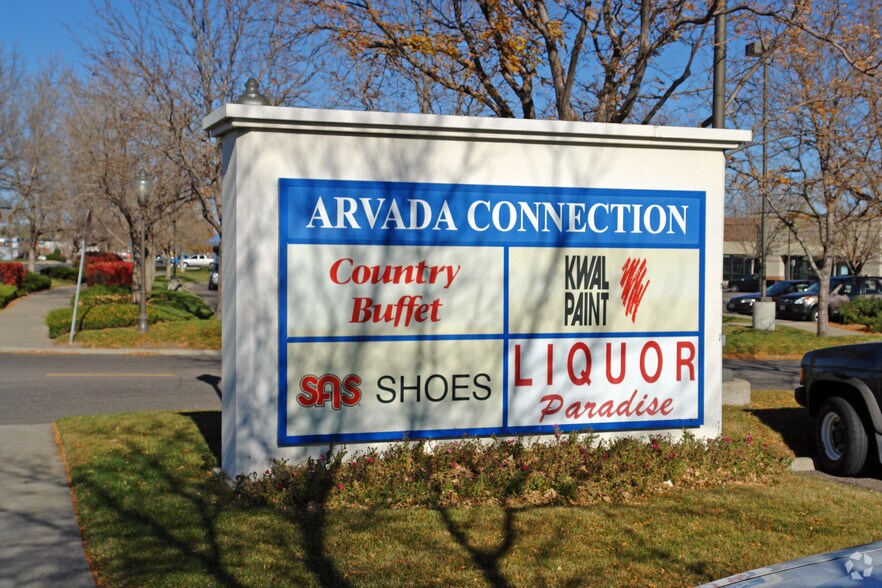 ARVADA CONNECTION
Country
Buffet
KWAL
PAINT
SAS SHOES
LIQUOR
Paradise